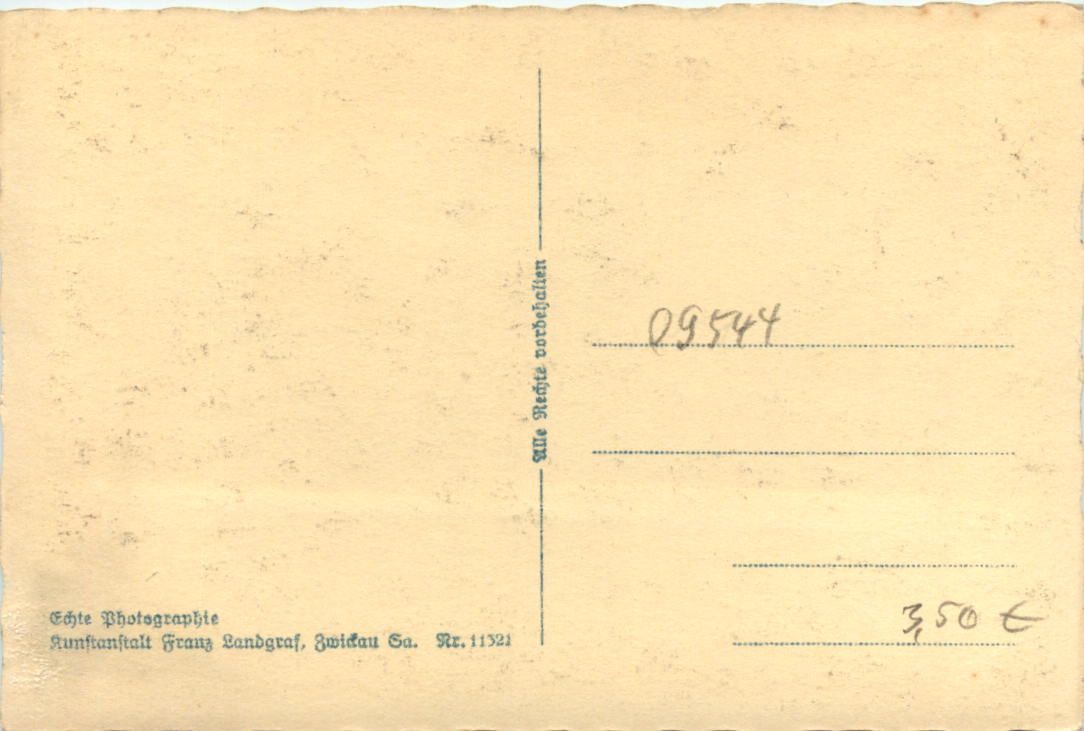 Echte Photographie
Kunstanstalt Franz Landgraf, Zwickau Sa. Nr. 11321
Alle Rechte vorbehalten
09544
3,50 €